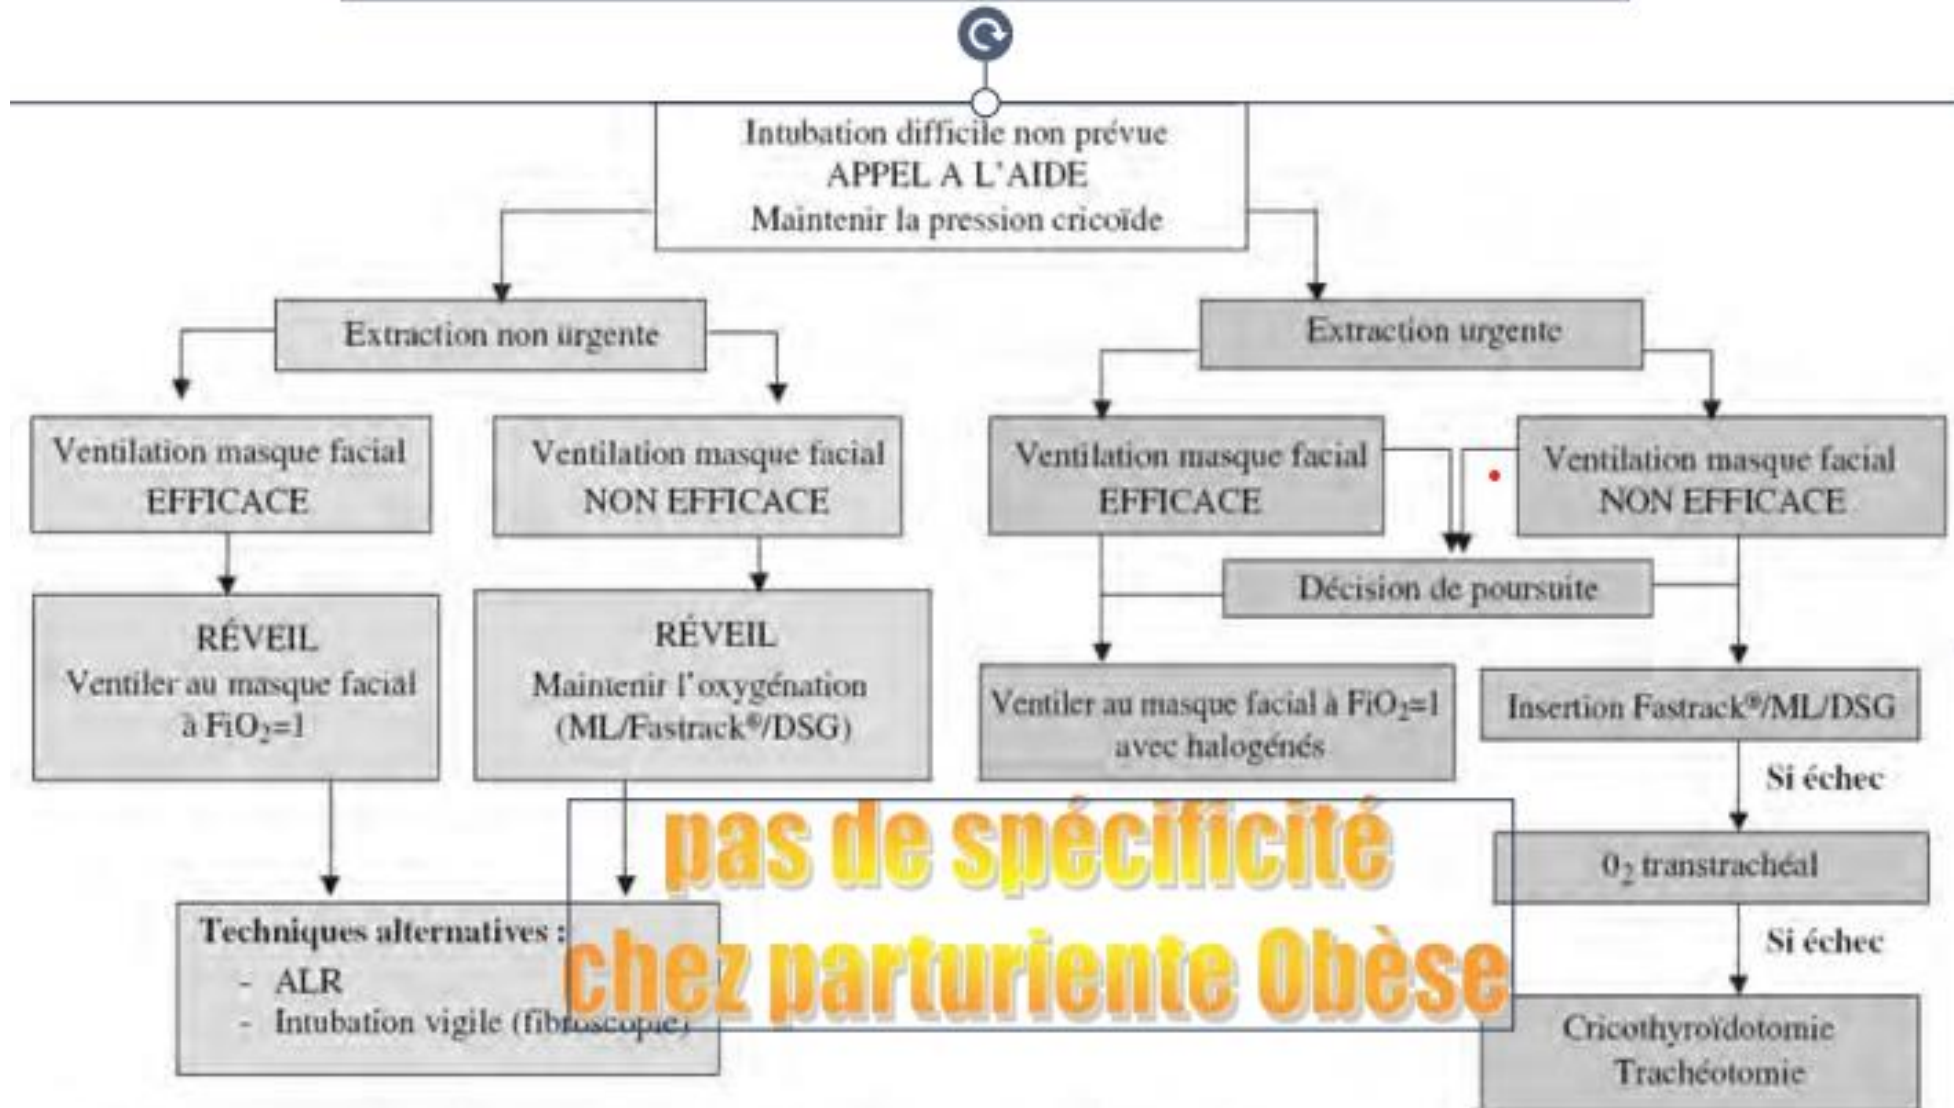 Intubation difficile non prévue
APPEL A L'AIDE
Maintenir la pression cricoïde
Extraction non urgente
Extraction urgente
Ventilation masque facial
EFFICACE
Ventilation masque facial
NON EFFICACE
Ventilation masque facial
EFFICACE
Ventilation masque facial
NON EFFICACE
Décision de poursuite
RÉVEIL
Ventiler au masque facial
à FiO₂=1
RÉVEIL
Maintenir l'oxygénation
(ML/Fastrack®/DSG)
Ventiler au masque facial à FiO₂=1
avec halogénés
Insertion Fastrack®/ML/DSG
Si échec
0₂ transtrachéal
Si échec
Cricothyroïdotomie
Trachéotomie
Techniques alternatives :
- ALR
- Intubation vigile (fibroscopie)
pas de spécificité
chez parturiente Obèse